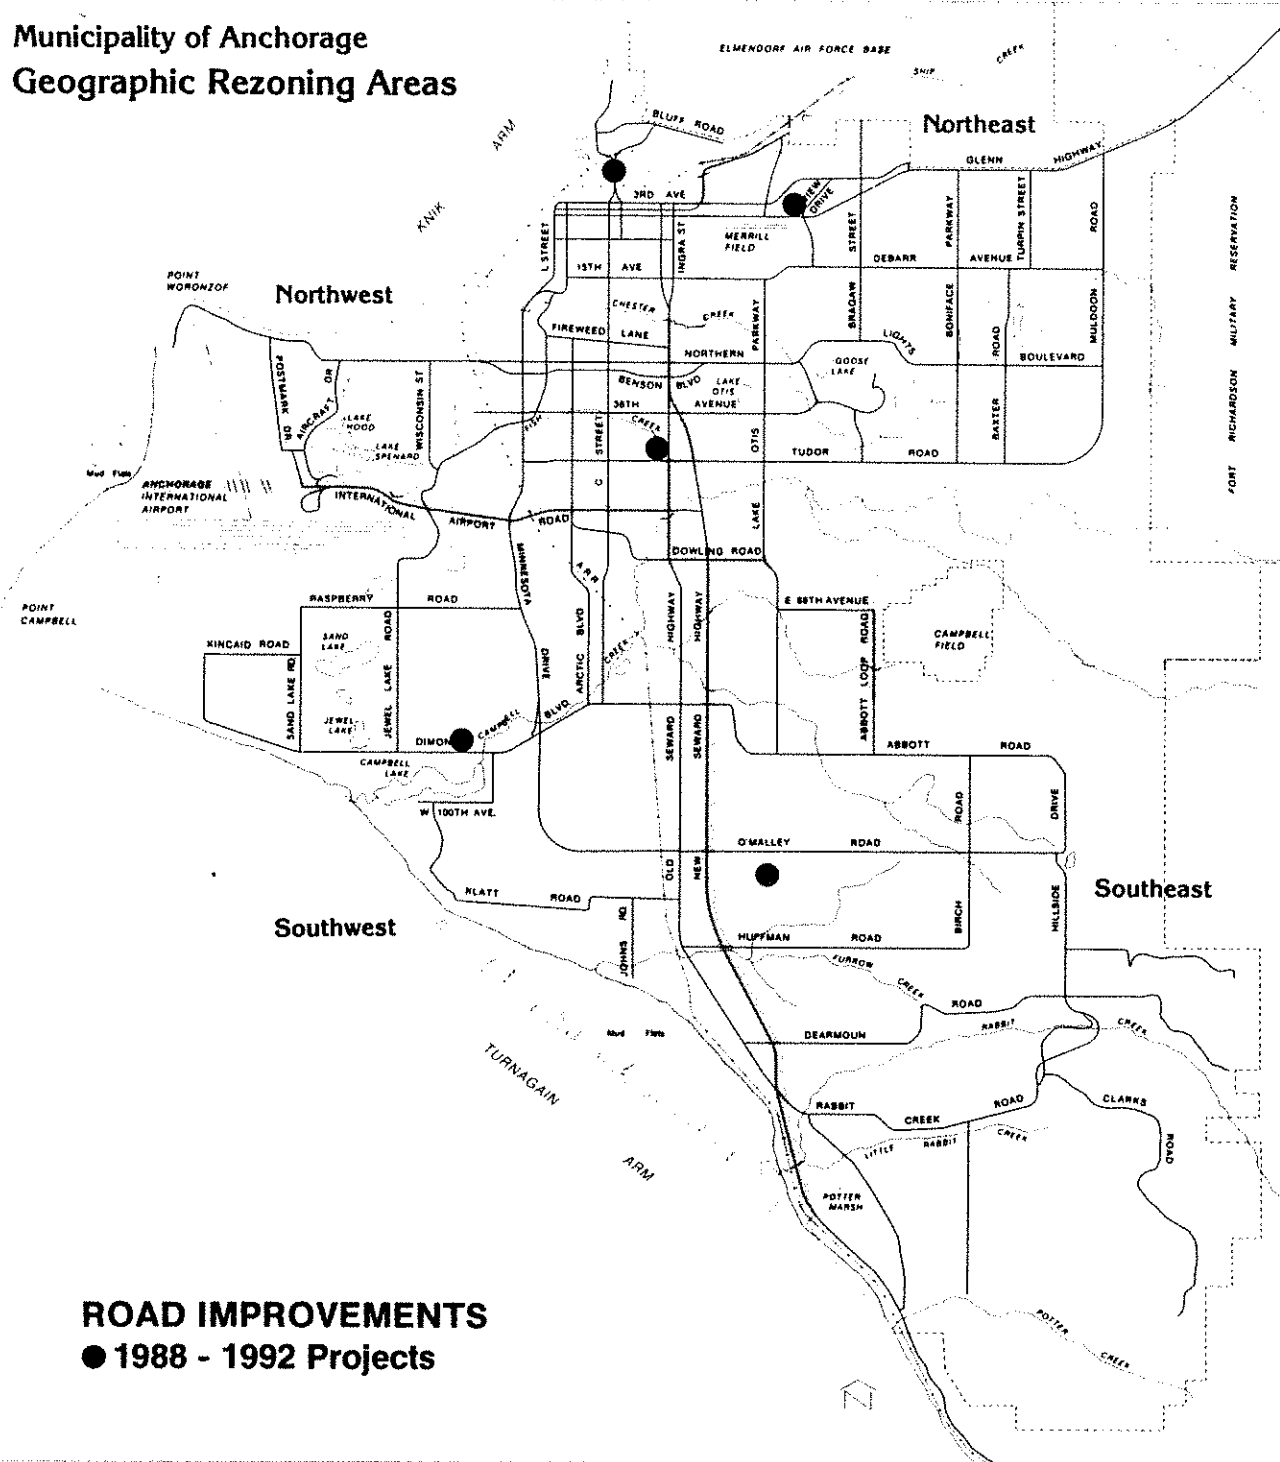 Municipality of Anchorage
Geographic Rezoning Areas
ELMENDORF AIR FORCE BASE
SHIP
CREEK
KNIK
ARM
BLUFF ROAD
Northeast
GLENN
HIGHWAY
3RD AVE
VIEW
DRIVE
MERRILL
FIELD
L STREET
INGRA ST
15TH AVE
STREET
BRAGAW
PARKWAY
BONIFACE
TURPIN STREET
ROAD
MULDOON
DEBARR
AVENUE
FORT RICHARDSON MILITARY RESERVATION
POINT
WORONZOF
Northwest
CHESTER
CREEK
FIREWEED LANE
PARKWAY
NORTHERN
LIGHTS
BOULEVARD
ROAD
BAXTER
GOOSE
LAKE
BENSON BLVD
LAKE
OTIS
36TH
AVENUE
POSTMARK DR
AIRCRAFT DR
WISCONSIN ST
LAKE
HOOD
LAKE
SPENARD
FISH
CREEK
C STREET
OTIS
LAKE
TUDOR
ROAD
Mud Flats
ANCHORAGE
INTERNATIONAL
AIRPORT
INTERNATIONAL
AIRPORT
ROAD
DOWLING ROAD
MINNESOTA
DRIVE
ARR
ARCTIC BLVD
CREEK
HIGHWAY
HIGHWAY
E 68TH AVENUE
ABBOTT LOOP ROAD
CAMPBELL
FIELD
POINT
CAMPBELL
RASPBERRY
ROAD
KINCAID ROAD
SAND
LAKE
SAND LAKE RD
JEWEL LAKE ROAD
JEWEL
LAKE
DIMOND
CAMPBELL
BLVD
CAMPBELL
LAKE
W 100TH AVE.
SEWARD
SEWARD
ABBOTT
ROAD
ROAD
BIRCH
DRIVE
HILLSIDE
O'MALLEY
ROAD
OLD
NEW
KLATT
ROAD
JOHNS RD
Southwest
Southeast
HUFFMAN
ROAD
FURROW
CREEK
ROAD
RABBIT
CREEK
DEARMOUN
Mud Flats
TURNAGAIN
ARM
RABBIT
CREEK
ROAD
CLARKS
ROAD
LITTLE RABBIT CREEK
POTTER
MARSH
POTTER
CREEK
ROAD IMPROVEMENTS
1988 - 1992 Projects
N